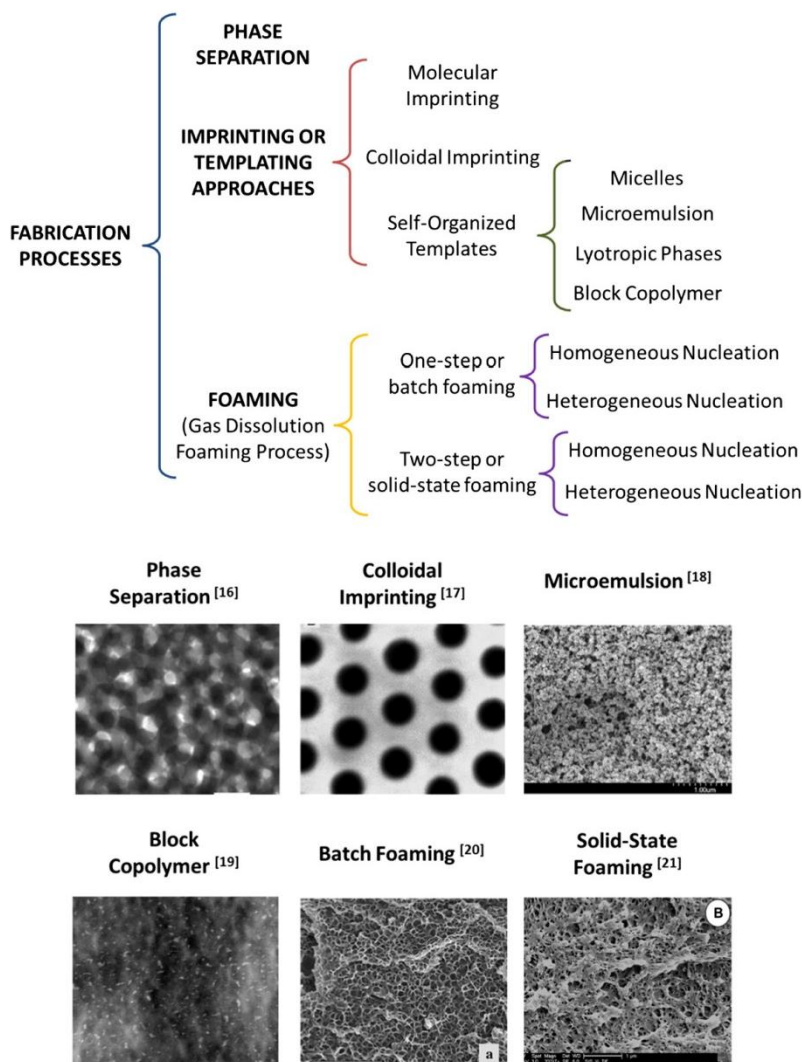 PHASE
SEPARATION
Molecular
Imprinting
IMPRINTING OR
TEMPLATING
APPROACHES
Colloidal Imprinting
Self-Organized
Templates
Micelles
Microemulsion
Lyotropic Phases
Block Copolymer
FABRICATION
PROCESSES
FOAMING
(Gas Dissolution
Foaming Process)
One-step or
batch foaming
Homogeneous Nucleation
Heterogeneous Nucleation
Two-step or
solid-state foaming
Homogeneous Nucleation
Heterogeneous Nucleation
Phase
Separation [16]
Colloidal
Imprinting [17]
Microemulsion [18]
1.00um
Block
Copolymer [19]
Batch Foaming [20]
Solid-State
Foaming [21]
a
B
1 µm